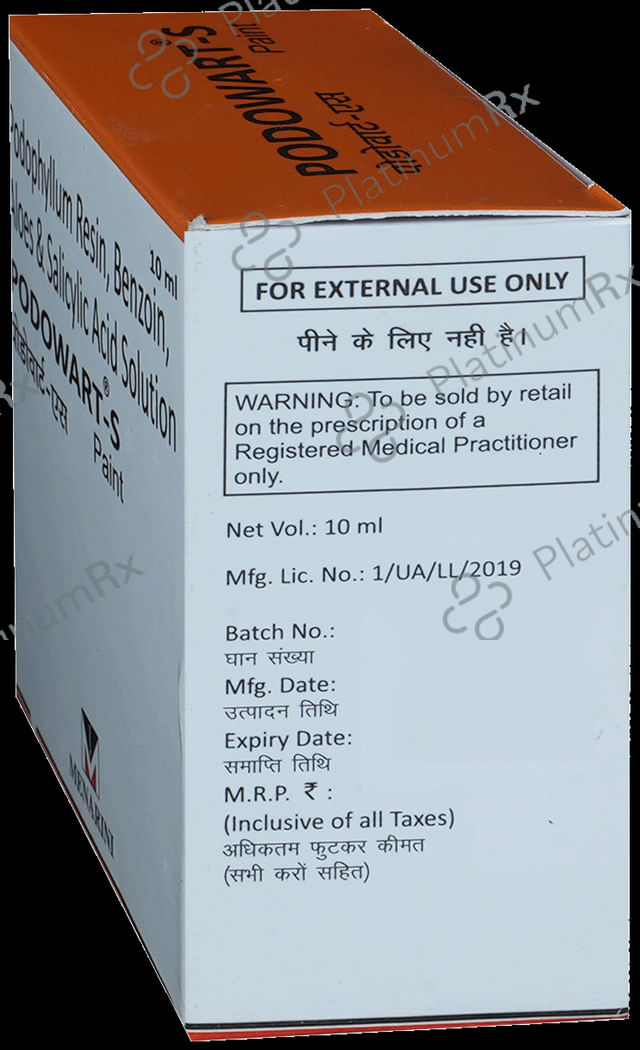 PODOWART-S
Paint
पोडोवार्ट-एस
10 ml
Podophyllum Resin, Benzoin,
Aloes & Salicylic Acid Solution
PODOWART®-S
पोडोवार्ट-एस
Paint
MENARINI
FOR EXTERNAL USE ONLY
पीने के लिए नही है।
WARNING: To be sold by retail
on the prescription of a
Registered Medical Practitioner
only.
Net Vol.: 10 ml
Mfg. Lic. No.: 1/UA/LL/2019
Batch No.:
घान संख्या
Mfg. Date:
उत्पादन तिथि
Expiry Date:
समाप्ति तिथि
M.R.P. ₹ :
(Inclusive of all Taxes)
अधिकतम फुटकर कीमत
(सभी करों सहित)
PlatinumRx
PlatinumRx
PlatinumRx
PlatinumRx